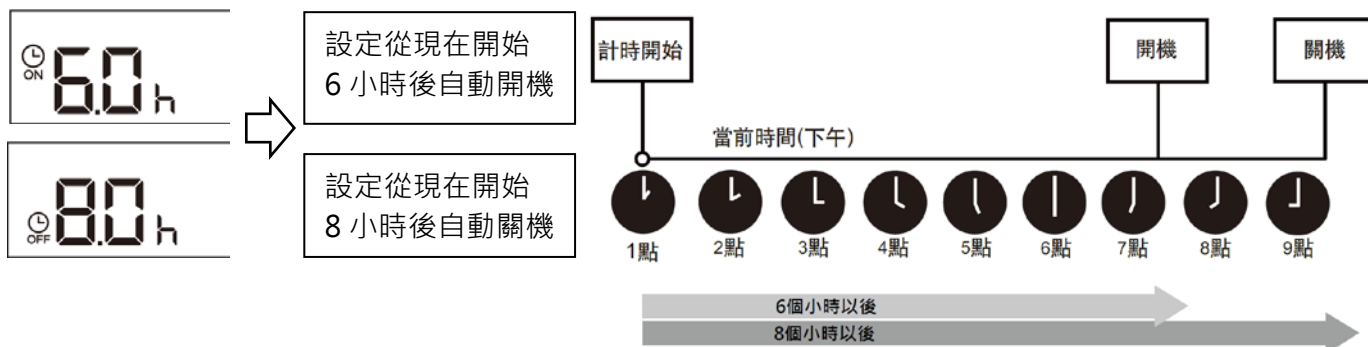 ON 6.0 h
設定從現在開始
6 小時後自動開機
OFF 8.0 h
設定從現在開始
8 小時後自動關機
計時開始
開機
關機
當前時間(下午)
1點 2點 3點 4點 5點 6點 7點 8點 9點
6個小時以後
8個小時以後